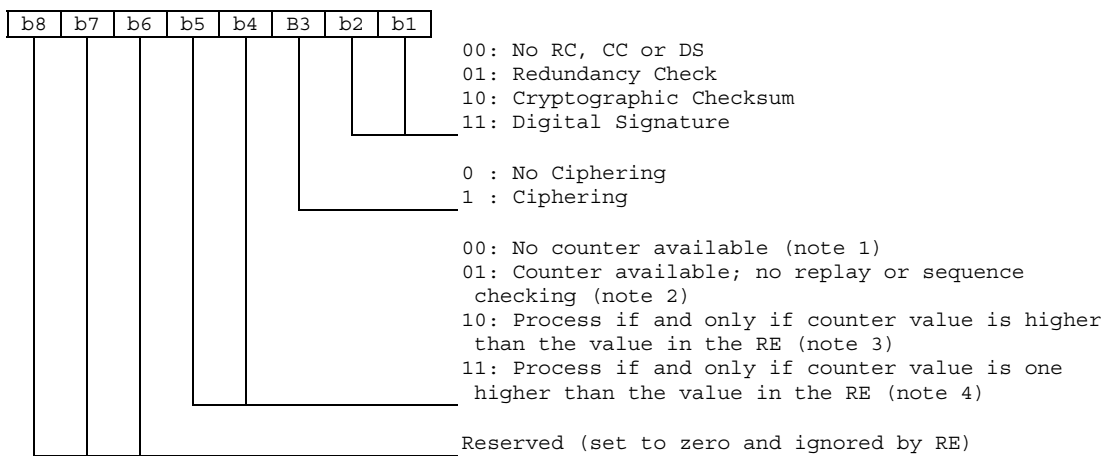 b8 b7 b6 b5 b4 B3 b2 b1
00: No RC, CC or DS
01: Redundancy Check
10: Cryptographic Checksum
11: Digital Signature
0 : No Ciphering
1 : Ciphering
00: No counter available (note 1)
01: Counter available; no replay or sequence
checking (note 2)
10: Process if and only if counter value is higher
than the value in the RE (note 3)
11: Process if and only if counter value is one
higher than the value in the RE (note 4)
Reserved (set to zero and ignored by RE)